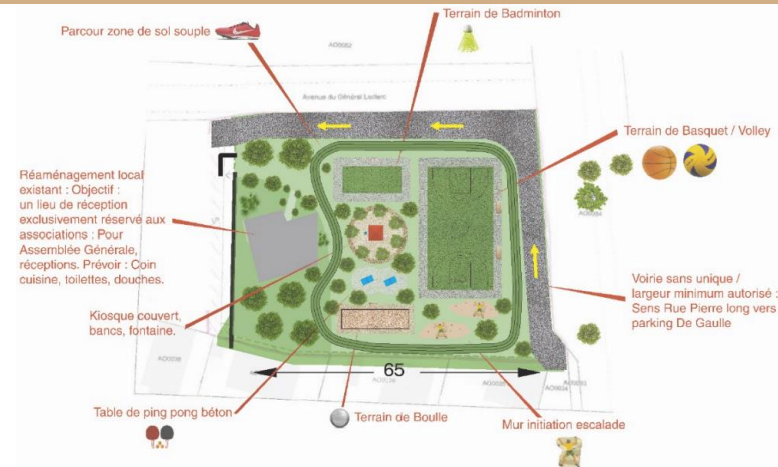 Terrain de Badminton
Parcour zone de sol souple
AO0052
Avenue du Général Leclerc
Terrain de Basquet / Volley
Réaménagement local
existant : Objectif :
un lieu de réception
exclusivement réservé aux
associations : Pour
Assemblée Générale,
réceptions. Prévoir : Coin
cuisine, toilettes, douches.
Voirie sans unique /
largeur minimum autorisé :
Sens Rue Pierre long vers
parking De Gaulle
Kiosque couvert,
bancs, fontaine.
65
Table de ping pong béton
Terrain de Boulle
Mur initiation escalade